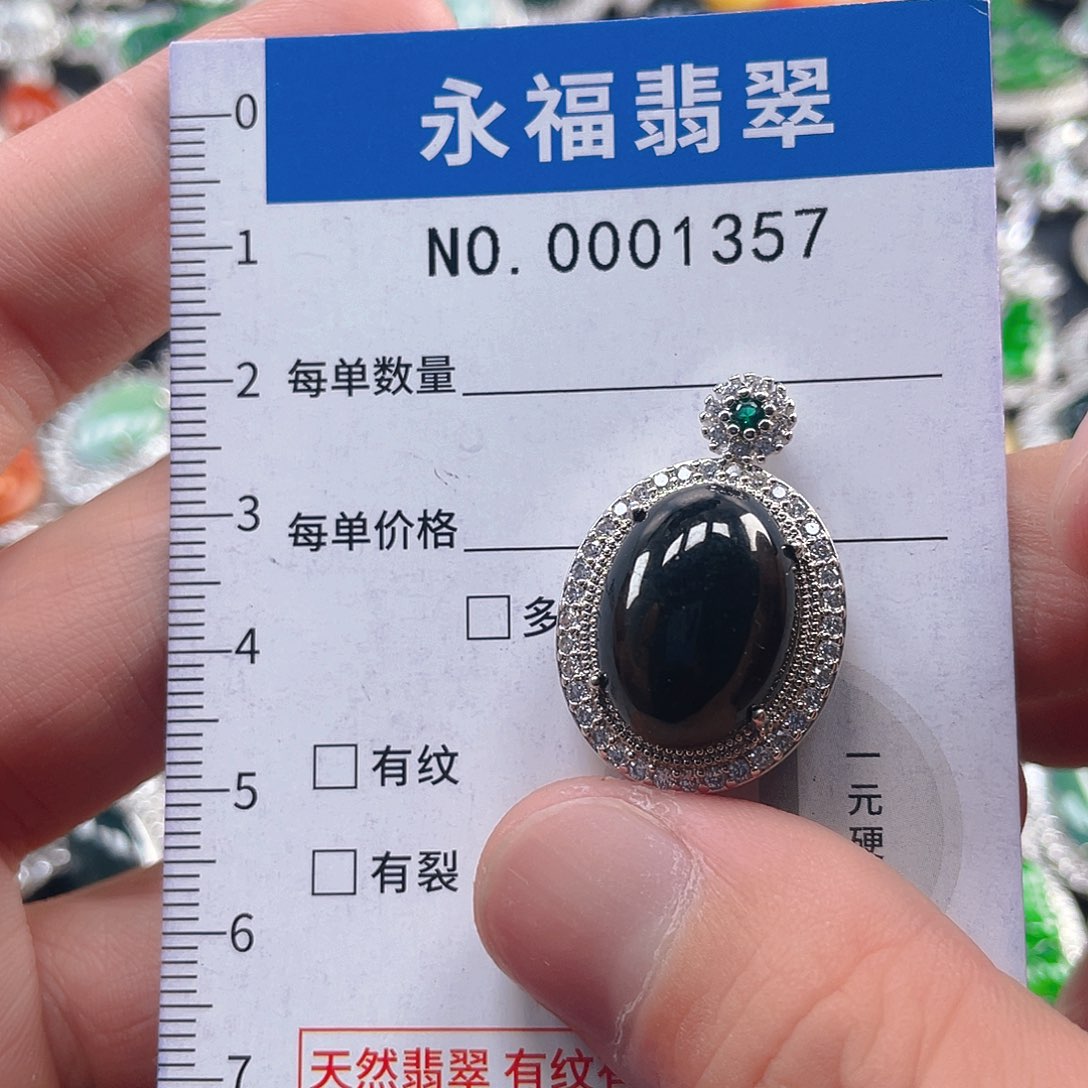 永福翡翠
NO.0001357
0
1
2
3
4
5
6
7
每单数量
每单价格
□多
□有纹
□有裂
一元硬
天然翡翠 有纹有